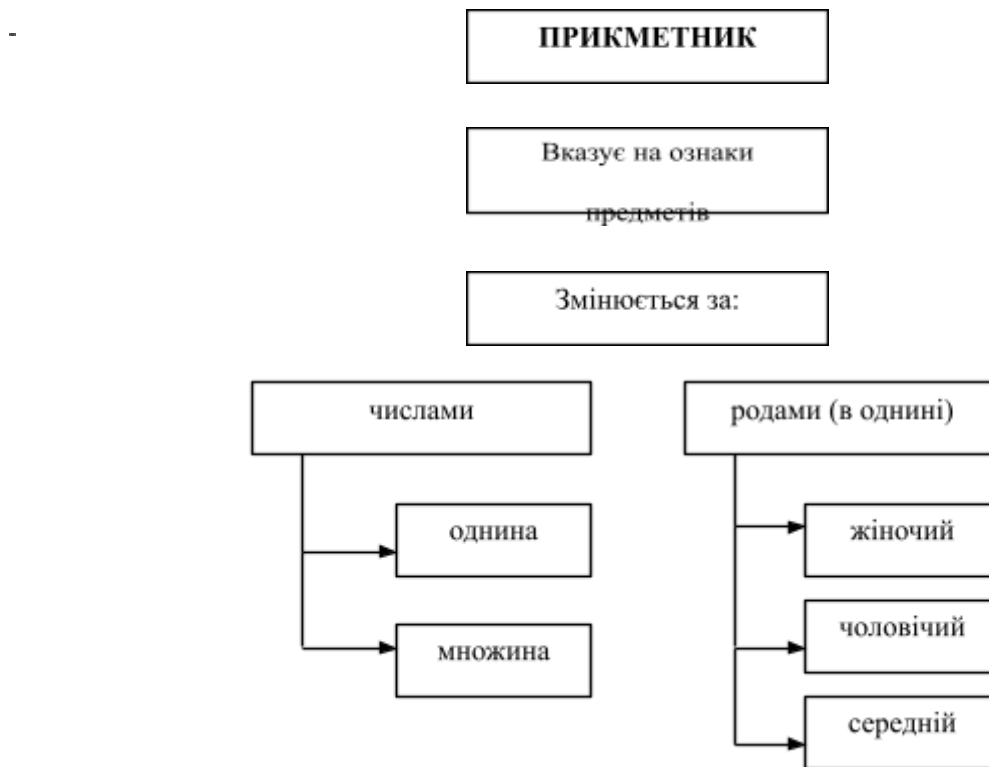 -
ПРИКМЕТНИК
Вказує на ознаки
предметів
Змінюється за:
числами
однина
множина
родами (в однині)
жіночий
чоловічий
середній